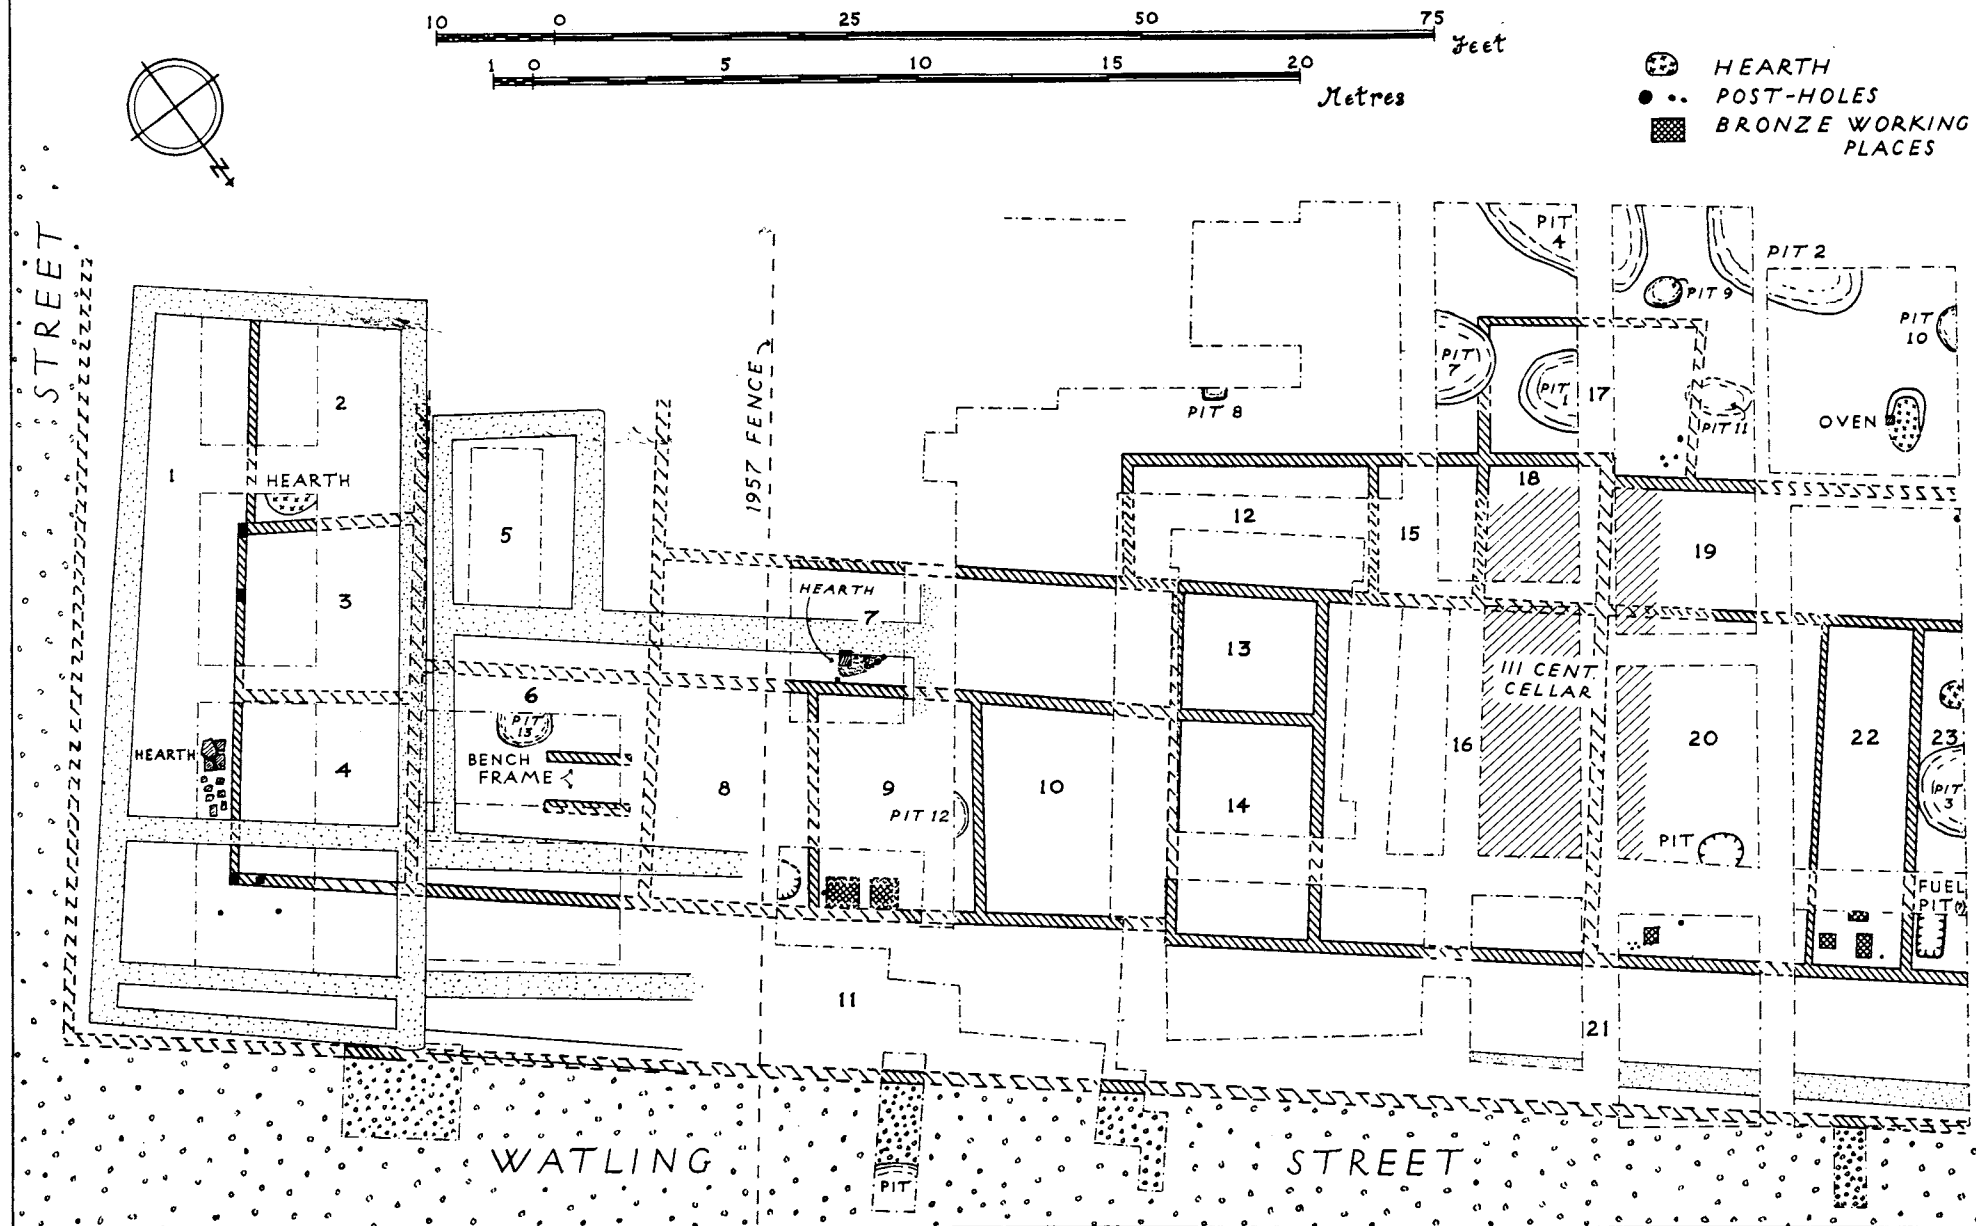 10 0 25 50 75
Feet
1 0 5 10 15 20
Metres
N
HEARTH
POST-HOLES
BRONZE WORKING
PLACES
STREET
PIT
4
PIT 2
PIT 9
PIT
10
PIT
7
PIT
1
17
PIT 11
OVEN
PIT 8
1957 FENCE
1
2
HEARTH
3
HEARTH
4
5
6
PIT
13
BENCH
FRAME
HEARTH
7
8
9
PIT 12
10
11
12
13
14
15
16
18
19
III CENT.
CELLAR
20
PIT
21
22
23
PIT
3
FUEL
PIT (?)
WATLING STREET
PIT